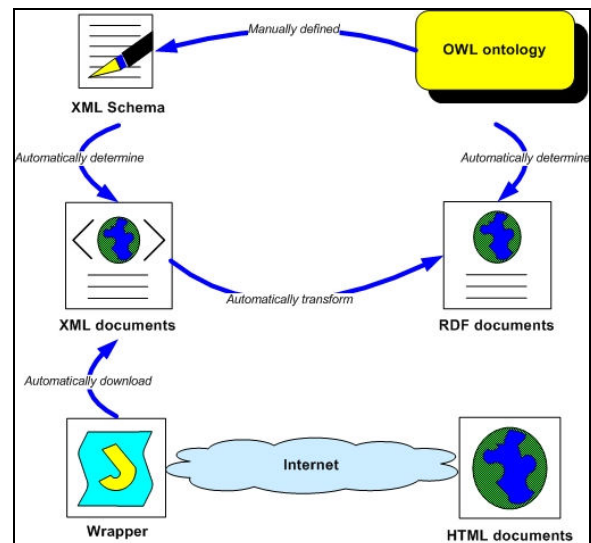 Manually defined
OWL ontology
XML Schema
Automatically determine
Automatically determine
XML documents
Automatically transform
RDF documents
Automatically download
Internet
Wrapper
HTML documents